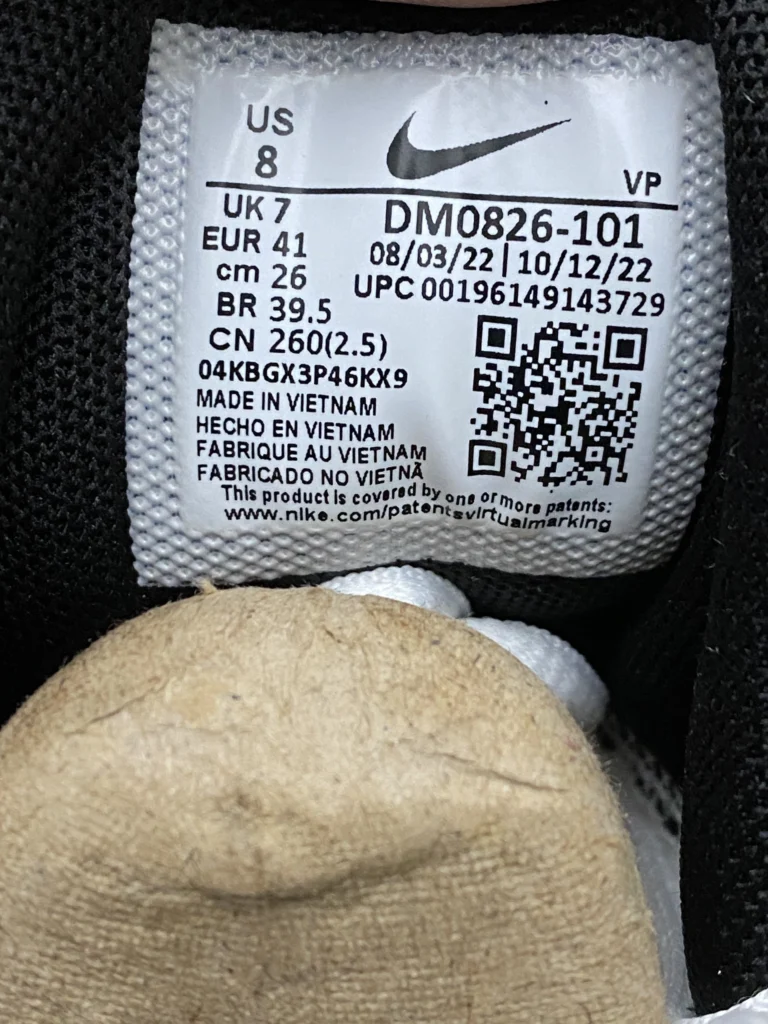 US
8
VP
UK 7
EUR 41
cm 26
BR 39.5
CN 260(2.5)
DM0826-101
08/03/22 | 10/12/22
UPC 00196149143729
04KBGX3P46KX9
MADE IN VIETNAM
HECHO EN VIETNAM
FABRIQUE AU VIETNAM
FABRICADO NO VIETNÃ
This product is covered by one or more patents:
www.nike.com/patentsvirtualmarking